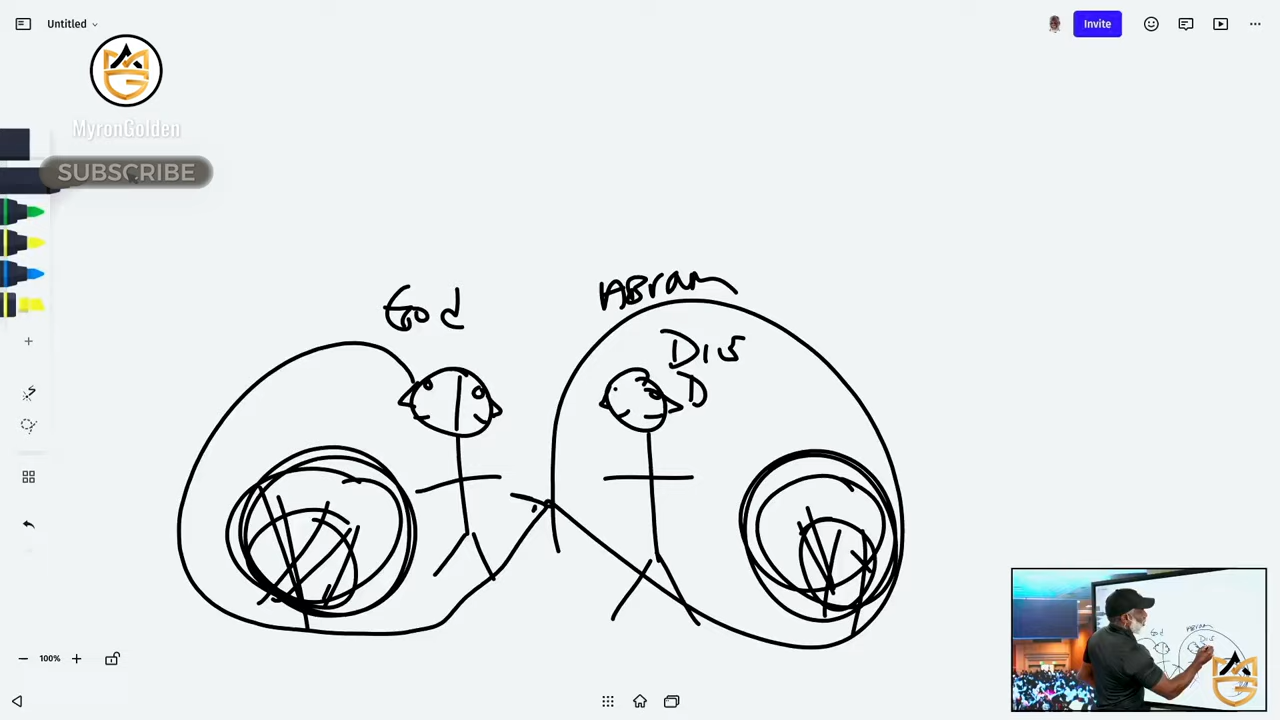 Untitled
Invite
MyronGolden
SUBSCRIBE
God
Abram
Dis
D
100%